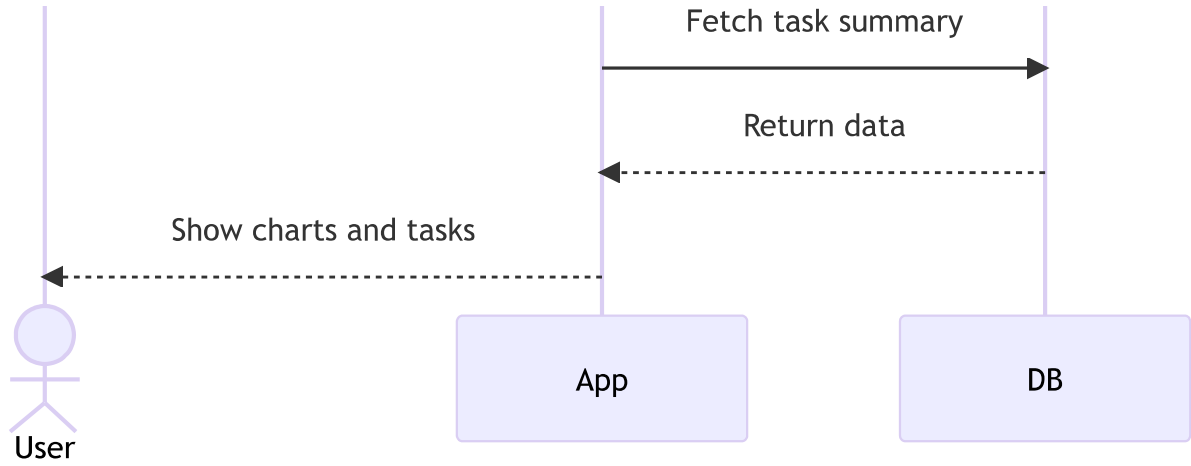 Fetch task summary
Return data
Show charts and tasks
App
DB
User